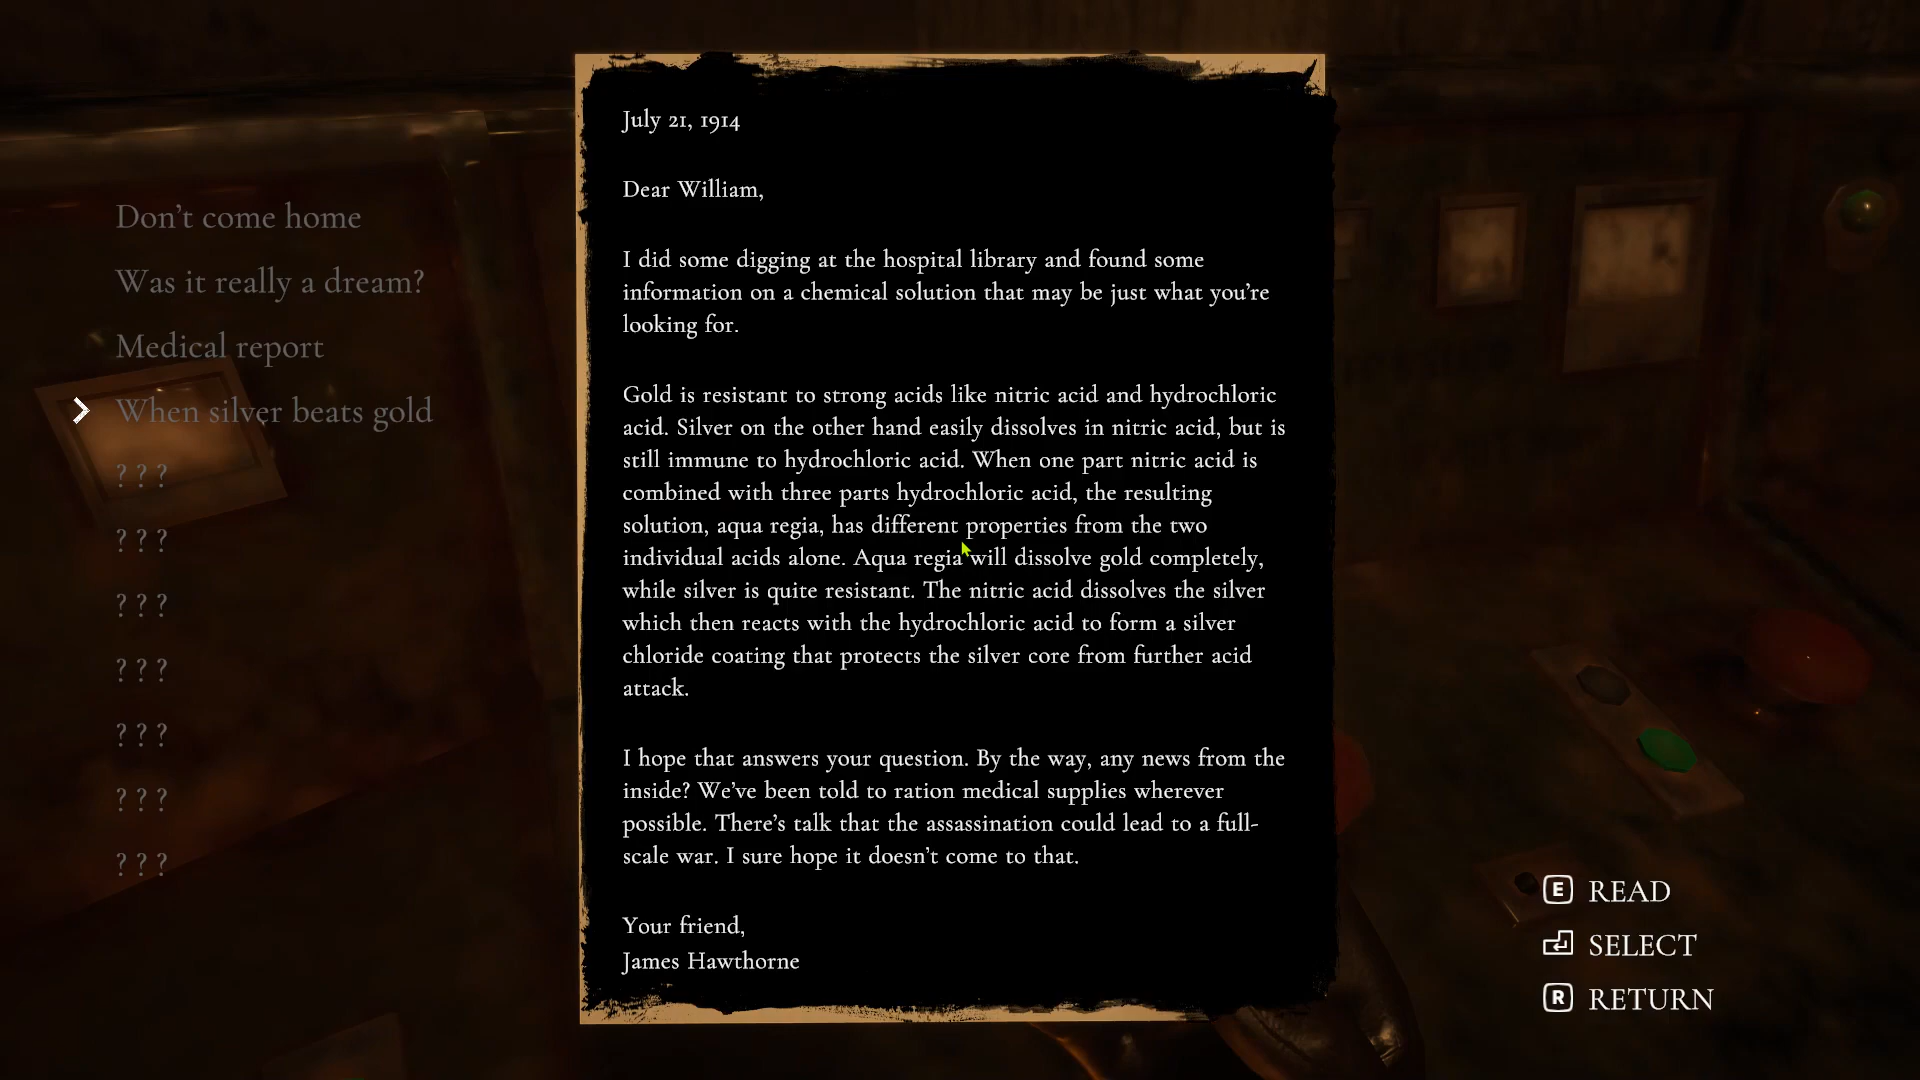 Don't come home
Was it really a dream?
Medical report
When silver beats gold
? ? ?
? ? ?
? ? ?
? ? ?
? ? ?
? ? ?
? ? ?
July 21, 1914
Dear William,
I did some digging at the hospital library and found some
information on a chemical solution that may be just what you're
looking for.
Gold is resistant to strong acids like nitric acid and hydrochloric
acid. Silver on the other hand easily dissolves in nitric acid, but is
still immune to hydrochloric acid. When one part nitric acid is
combined with three parts hydrochloric acid, the resulting
solution, aqua regia, has different properties from the two
individual acids alone. Aqua regia will dissolve gold completely,
while silver is quite resistant. The nitric acid dissolves the silver
which then reacts with the hydrochloric acid to form a silver
chloride coating that protects the silver core from further acid
attack.
I hope that answers your question. By the way, any news from the
inside? We've been told to ration medical supplies wherever
possible. There's talk that the assassination could lead to a full-
scale war. I sure hope it doesn't come to that.
Your friend,
James Hawthorne
E READ
SELECT
R RETURN